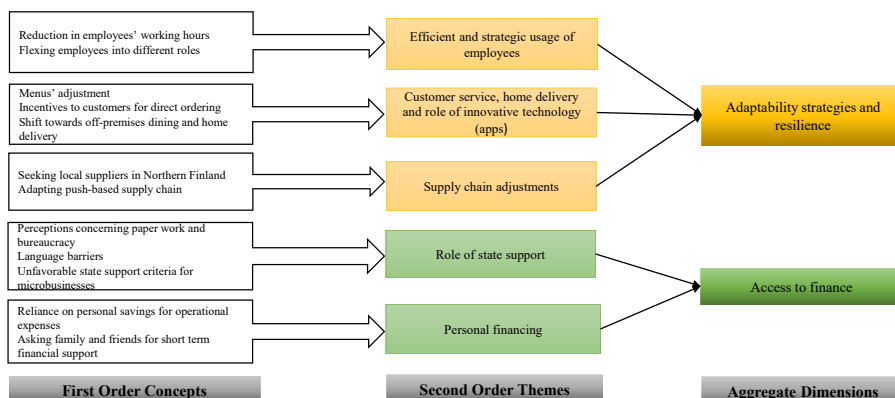 Reduction in employees' working hours
Flexing employees into different roles
Efficient and strategic usage of
employees
Menus' adjustment
Incentives to customers for direct ordering
Shift towards off-premises dining and home
delivery
Customer service, home delivery
and role of innovative technology
(apps)
Adaptability strategies and
resilience
Seeking local suppliers in Northern Finland
Adapting push-based supply chain
Supply chain adjustments
Perceptions concerning paper work and
bureaucracy
Language barriers
Unfavorable state support criteria for
microbusinesses
Role of state support
Access to finance
Reliance on personal savings for operational
expenses
Asking family and friends for short term
financial support
Personal financing
First Order Concepts
Second Order Themes
Aggregate Dimensions